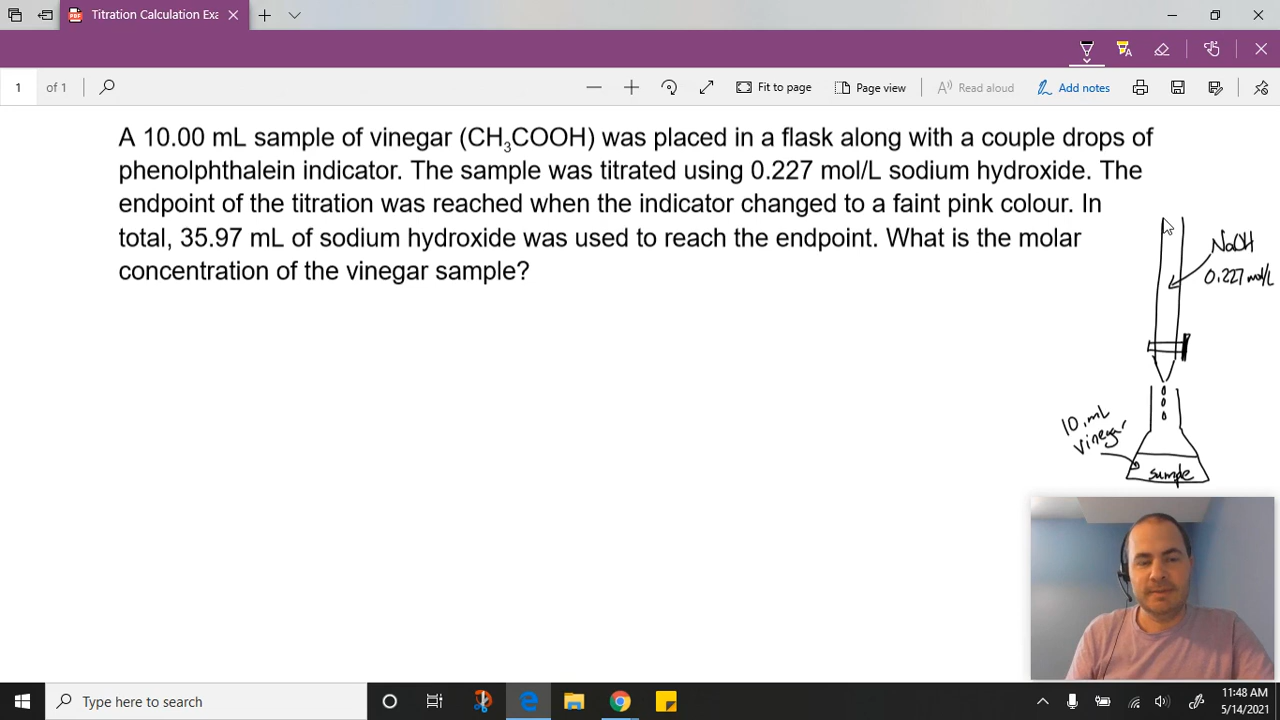 Titration Calculation Exa
1
of 1
Fit to page
Page view
A) Read aloud
Add notes
A 10.00 mL sample of vinegar (CH₃COOH) was placed in a flask along with a couple drops of
phenolphthalein indicator. The sample was titrated using 0.227 mol/L sodium hydroxide. The
endpoint of the titration was reached when the indicator changed to a faint pink colour. In
total, 35.97 mL of sodium hydroxide was used to reach the endpoint. What is the molar
concentration of the vinegar sample?
NaOH
0.227 mol/L
10.mL
vinegar
sample
Type here to search
11:48 AM
5/14/2021